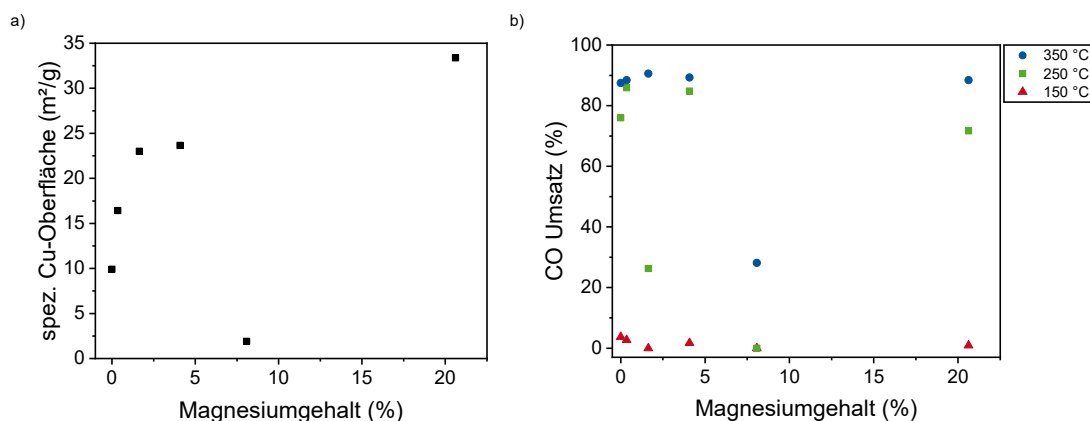 a)
spez. Cu-Oberfläche (m²/g)
35
30
25
20
15
10
5
0
0 5 10 15 20
Magnesiumgehalt (%)
b)
CO Umsatz (%)
100
80
60
40
20
0
0 5 10 15 20
Magnesiumgehalt (%)
350 °C
250 °C
150 °C